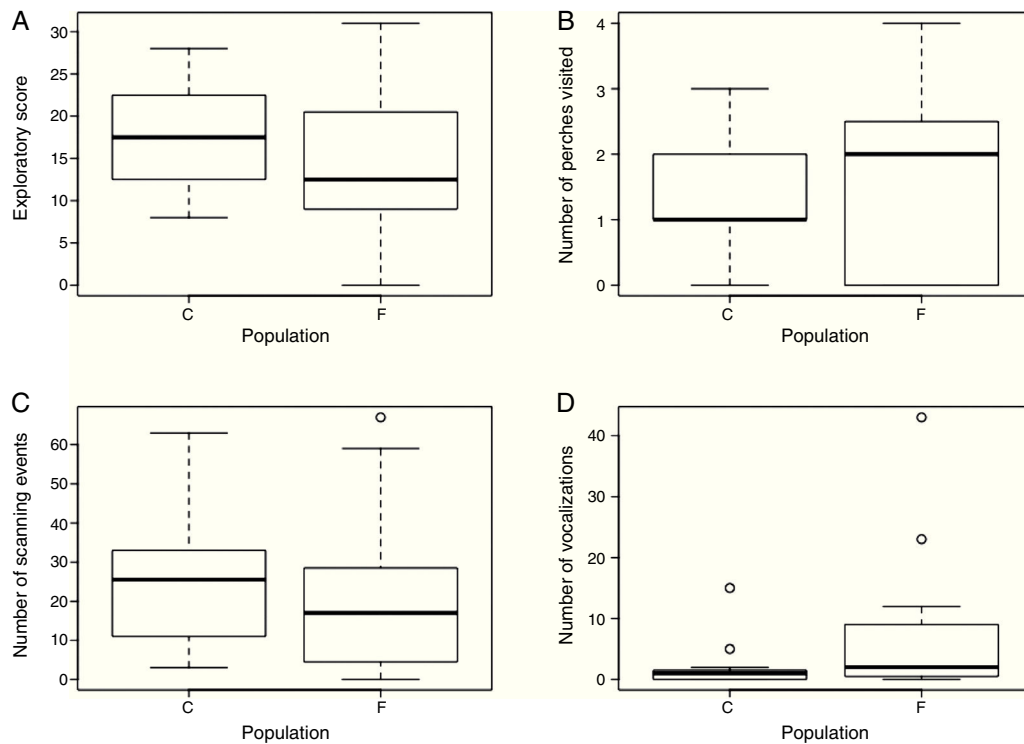 A
Exploratory score
30
25
20
15
10
5
0
C F
Population
B
Number of perches visited
4
3
2
1
0
C F
Population
C
Number of scanning events
60
50
40
30
20
10
0
C F
Population
D
Number of vocalizations
40
30
20
10
0
C F
Population